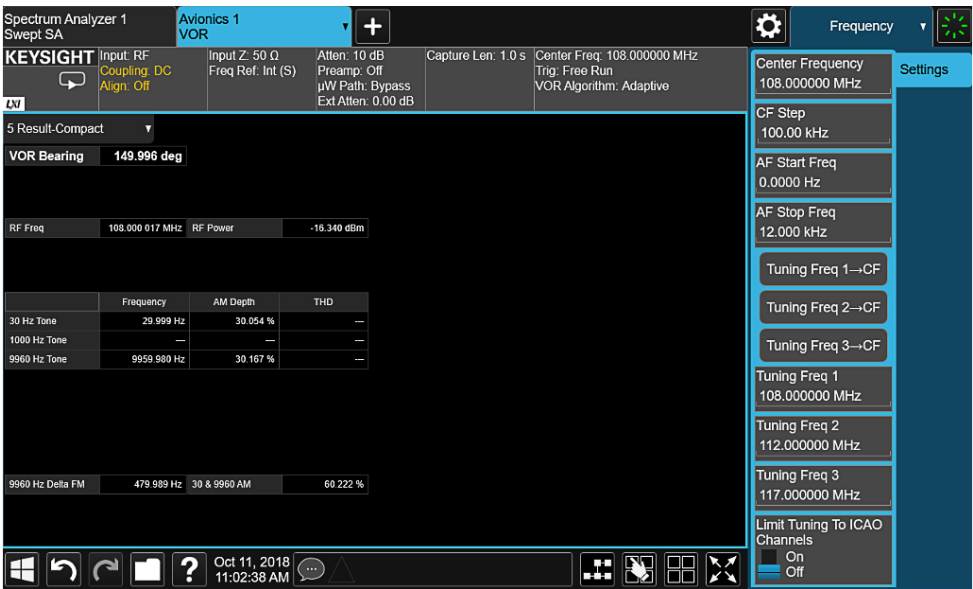 Spectrum Analyzer 1
Swept SA
Avionics 1
VOR
Frequency
KEYSIGHT
LXI
Input: RF
Coupling: DC
Align: Off
Input Z: 50 Ω
Freq Ref: Int (S)
Atten: 10 dB
Preamp: Off
µW Path: Bypass
Ext Atten: 0.00 dB
Capture Len: 1.0 s
Center Freq: 108.000000 MHz
Trig: Free Run
VOR Algorithm: Adaptive
5 Result-Compact
VOR Bearing 149.996 deg
RF Freq 108.000 017 MHz RF Power -16.340 dBm
Frequency AM Depth THD
30 Hz Tone 29.999 Hz 30.054 % ---
1000 Hz Tone --- --- ---
9960 Hz Tone 9959.980 Hz 30.167 % ---
9960 Hz Delta FM 479.989 Hz 30 & 9960 AM 60.222 %
Center Frequency
108.000000 MHz
Settings
CF Step
100.00 kHz
AF Start Freq
0.0000 Hz
AF Stop Freq
12.000 kHz
Tuning Freq 1→CF
Tuning Freq 2→CF
Tuning Freq 3→CF
Tuning Freq 1
108.000000 MHz
Tuning Freq 2
112.000000 MHz
Tuning Freq 3
117.000000 MHz
Limit Tuning To ICAO
Channels
On
Off
?
Oct 11, 2018
11:02:38 AM